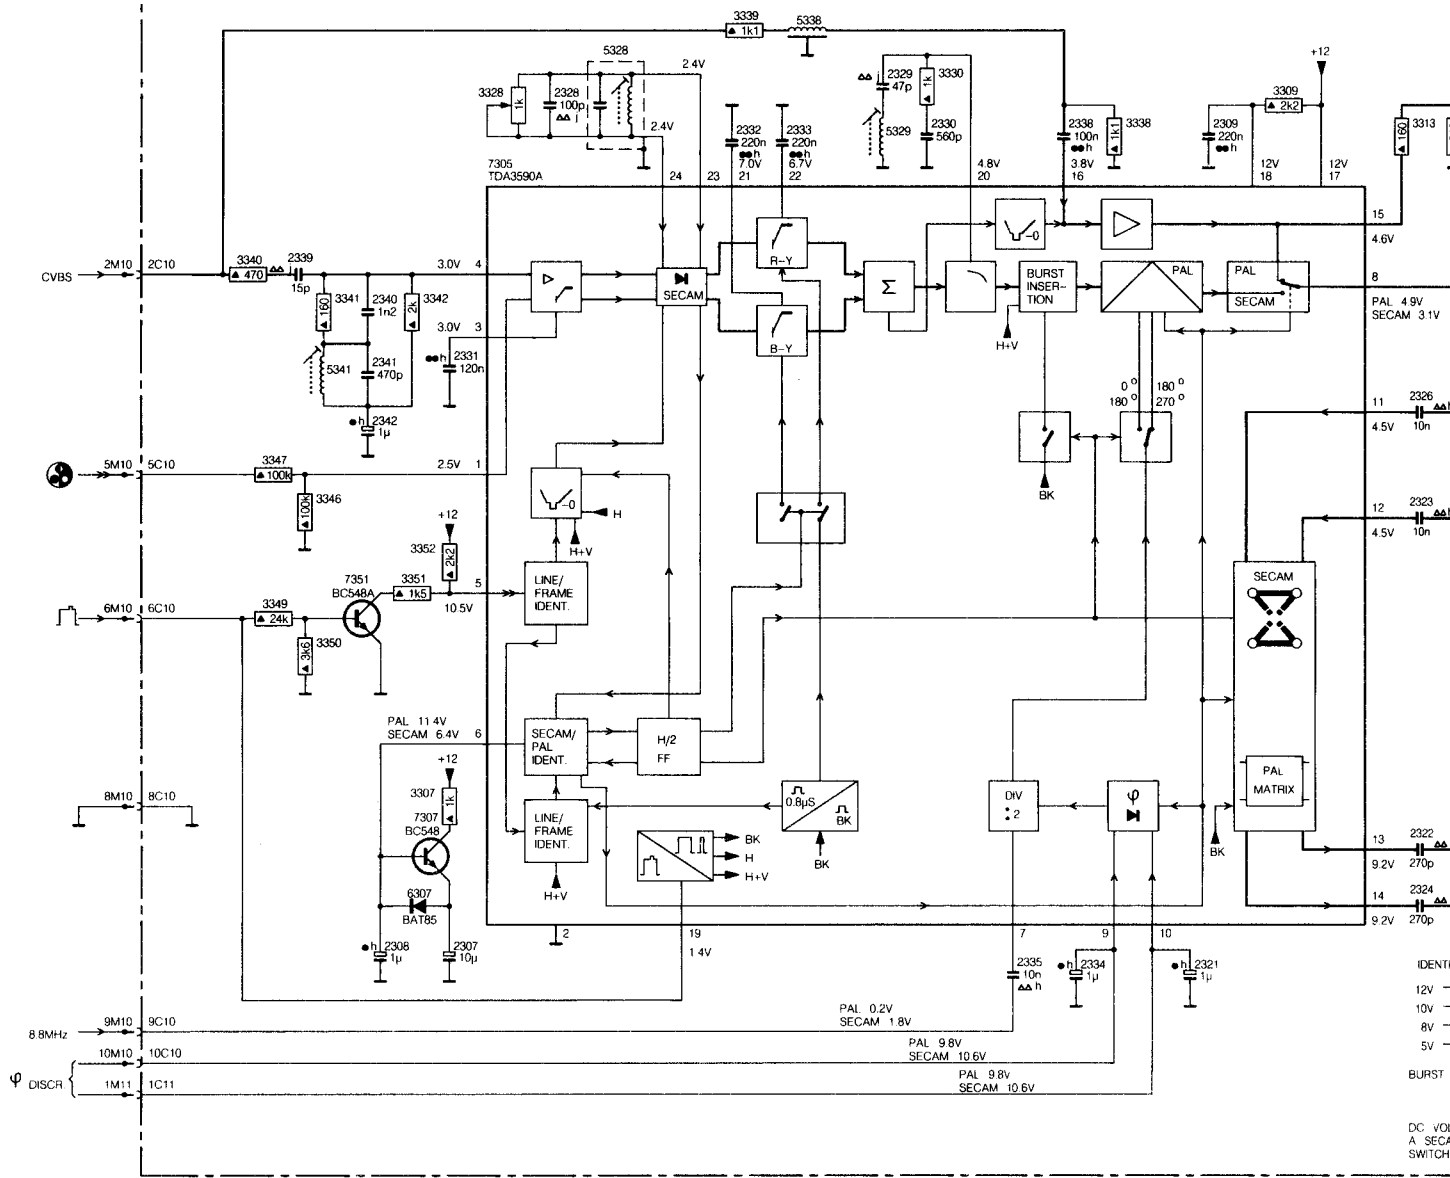 3339
1k1
5338
5328
2.4V
3328
1k
2328
100p
2.4V
7305
TDA3590A
24
23
2332
220n
h
7.0V
21
2333
220n
h
6.7V
22
2329
47p
3330
1k
5329
2330
560p
4.8V
20
2338
100n
h
3.8V
16
3338
1k1
+12
3309
2k2
2309
220n
h
12V
18
12V
17
160
3313
CVBS
2M10
2C10
3340
470
2339
15p
3341
160
2340
1n2
3342
2k
5341
2341
470p
h
2342
1µ
3.0V
4
3.0V
3
h
2331
120n
SECAM
R-Y
B-Y
Σ
-0
BURST
INSER-
TION
H+V
PAL
PAL
SECAM
15
4.6V
8
PAL 4.9V
SECAM 3.1V
0°
180°
180°
270°
BK
11
4.5V
2326
10n
h
12
4.5V
2323
10n
h
5M10
5C10
3347
100k
3346
100k
2.5V
1
-0
H
H+V
+12
3352
2k2
7351
BC548A
3351
1k5
5
10.5V
LINE/
FRAME
IDENT.
6M10
6C10
3349
24k
3350
3k6
SECAM
PAL 11.4V
SECAM 6.4V
6
SECAM/
PAL
IDENT.
H/2
FF
+12
3307
1k
7307
BC548
6307
BAT85
h
2308
1µ
2307
10µ
8M10
8C10
LINE/
FRAME
IDENT.
H+V
BK
H
H+V
0.8µS
BK
BK
DIV
: 2
φ
PAL
MATRIX
BK
13
9.2V
2322
270p
14
9.2V
2324
270p
2
19
1.4V
7
9
10
2335
10n
h
h
2334
1µ
h
2321
1µ
8.8MHz
9M10
9C10
PAL 0.2V
SECAM 1.8V
10M10
10C10
PAL 9.8V
SECAM 10.6V
φ DISCR.
1M11
1C11
PAL 9.8V
SECAM 10.6V
IDENT
12V
10V
8V
5V
BURST
DC VOL
A SECA
SWITCH